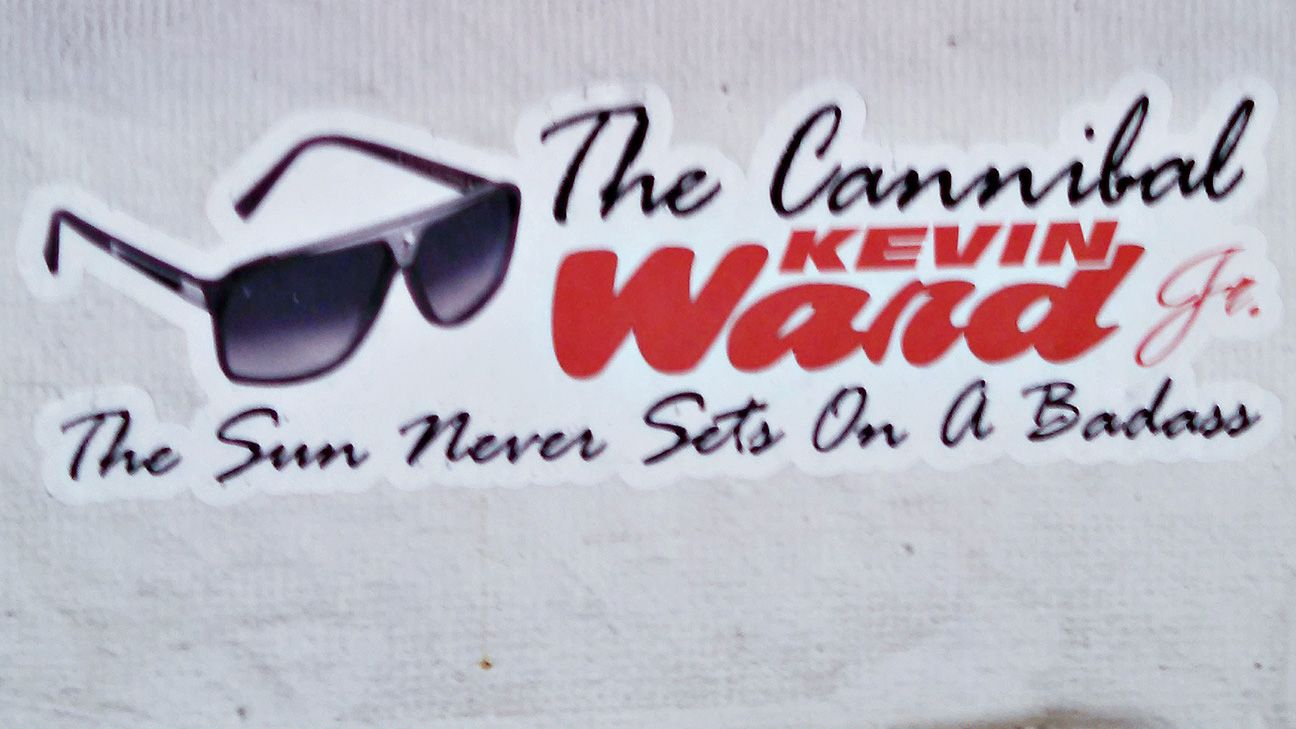 The Cannibal
KEVIN
Ward Jr.
The Sun Never Sets On A Badass